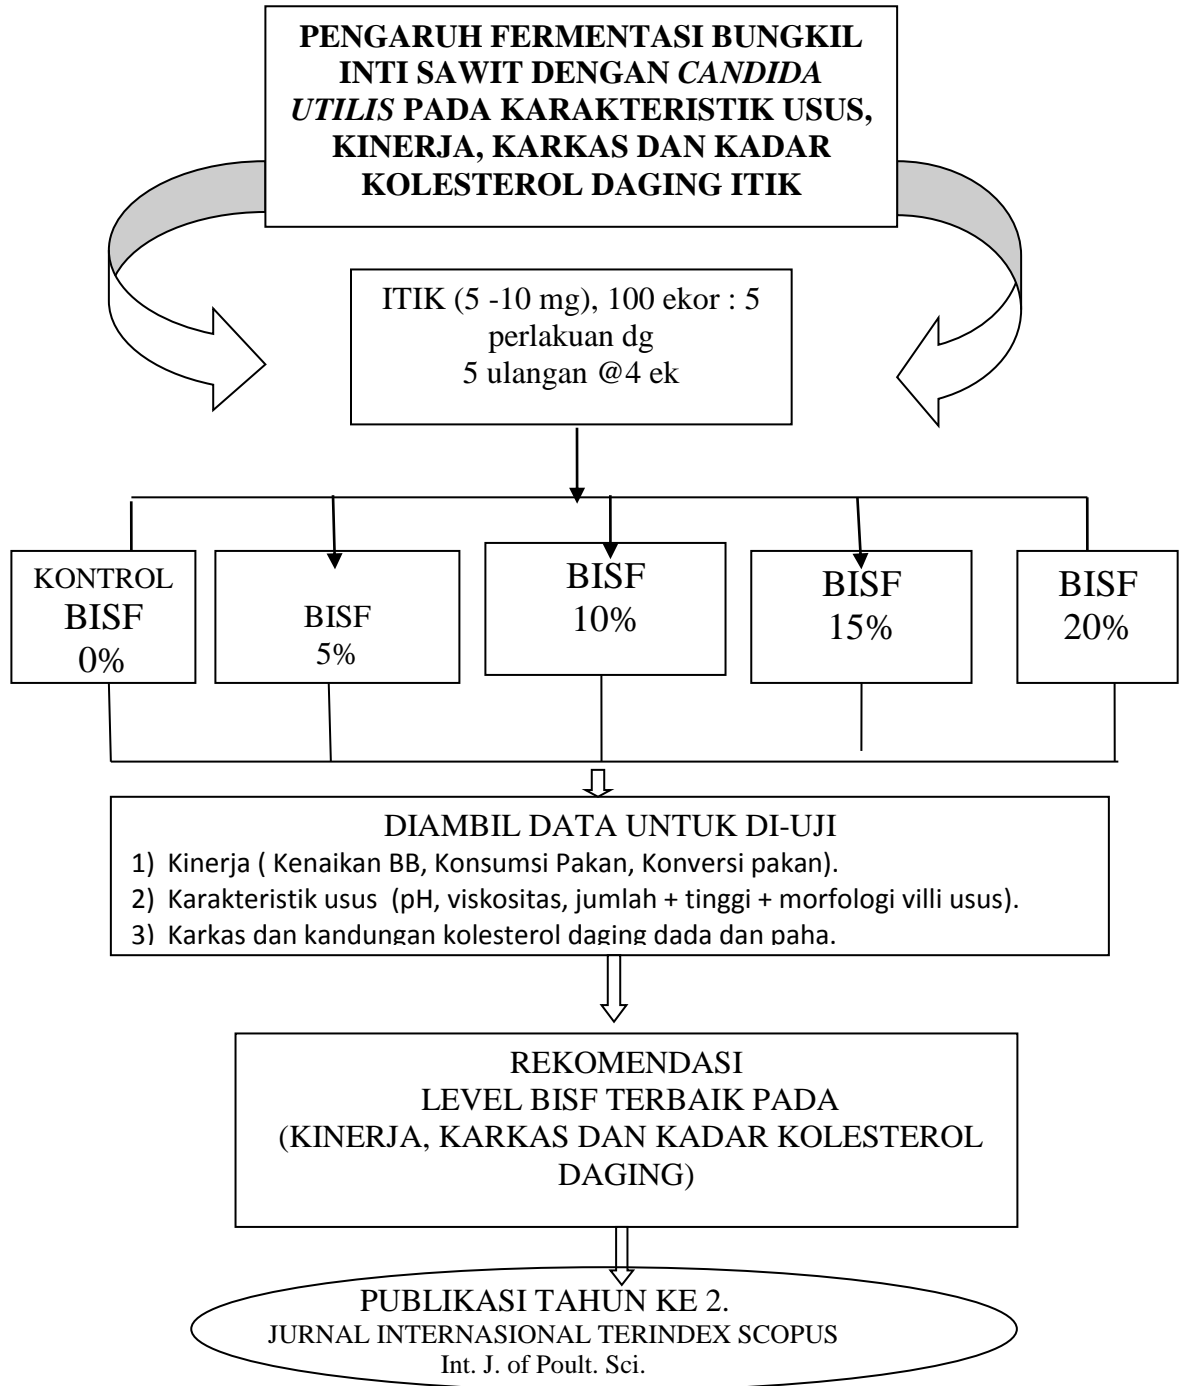 PENGARUH FERMENTASI BUNGKIL
INTI SAWIT DENGAN CANDIDA
UTILIS PADA KARAKTERISTIK USUS,
KINERJA, KARKAS DAN KADAR
KOLESTEROL DAGING ITIK
ITIK (5 -10 mg), 100 ekor : 5
perlakuan dg
5 ulangan @4 ek
KONTROL
BISF
0%
BISF
5%
BISF
10%
BISF
15%
BISF
20%
DIAMBIL DATA UNTUK DI-UJI
1) Kinerja ( Kenaikan BB, Konsumsi Pakan, Konversi pakan).
2) Karakteristik usus (pH, viskositas, jumlah + tinggi + morfologi villi usus).
3) Karkas dan kandungan kolesterol daging dada dan paha.
REKOMENDASI
LEVEL BISF TERBAIK PADA
(KINERJA, KARKAS DAN KADAR KOLESTEROL
DAGING)
PUBLIKASI TAHUN KE 2.
JURNAL INTERNASIONAL TERINDEX SCOPUS
Int. J. of Poult. Sci.